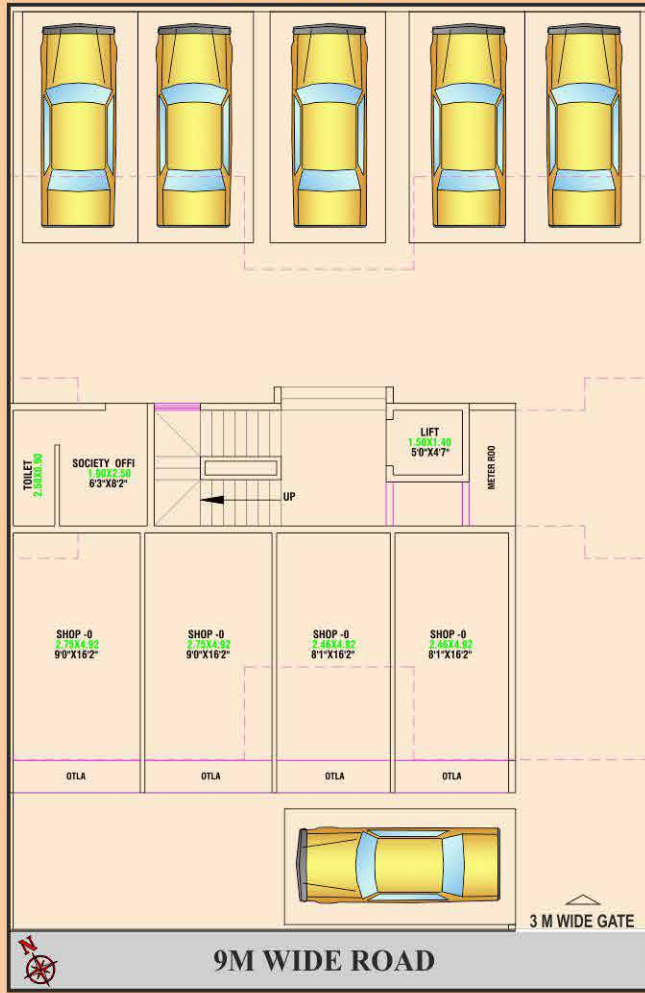 LIFT
1.50X1.40
5'0"X4'7"
TOILET
2.50X0.90
SOCIETY OFFI
1.90X2.50
6'3"X8'2"
METER ROO
UP
SHOP -0
2.75X4.92
9'0"X16'2"
SHOP -0
2.75X4.92
9'0"X16'2"
SHOP -0
2.46X4.92
8'1"X16'2"
SHOP -0
2.46X4.92
8'1"X16'2"
OTLA
OTLA
OTLA
OTLA
3 M WIDE GATE
N
9M WIDE ROAD